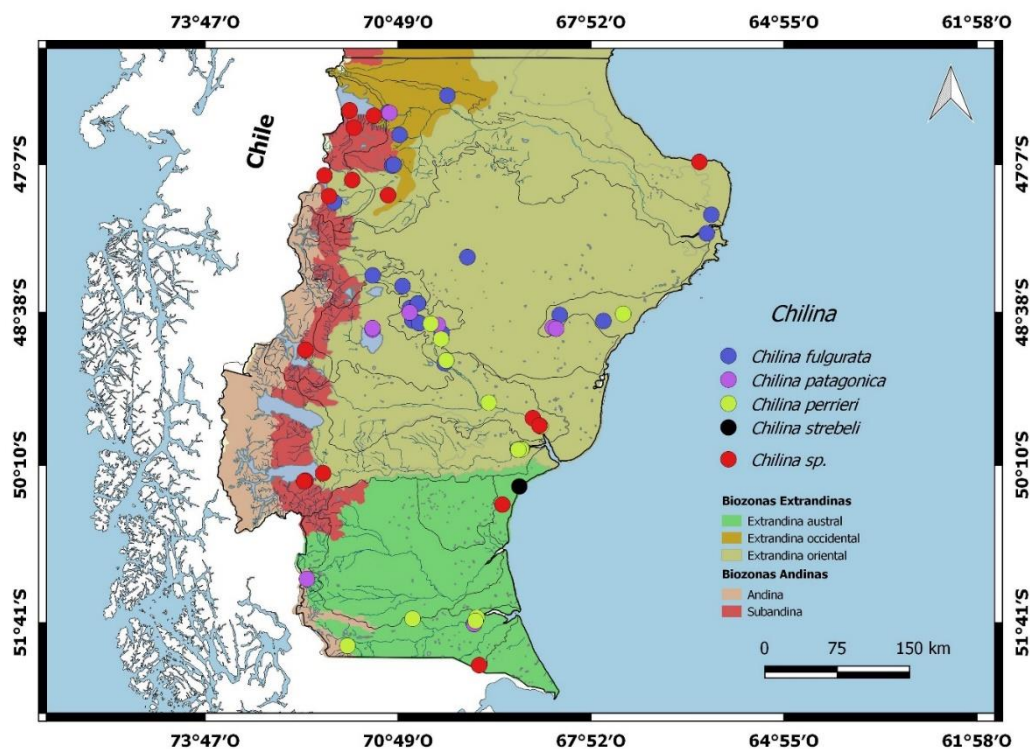 73°47'O 70°49'O 67°52'O 64°55'O 61°58'O
Chile
47°7'S 47°7'S
48°38'S 48°38'S
Chilina
Chilina fulgurata
Chilina patagonica
Chilina perrieri
Chilina strebeli
Chilina sp.
50°10'S 50°10'S
Biozonas Extrandinas
Extrandina austral
Extrandina occidental
Extrandina oriental
Biozonas Andinas
Andina
Subandina
51°41'S 51°41'S
0 75 150 km
73°47'O 70°49'O 67°52'O 64°55'O 61°58'O